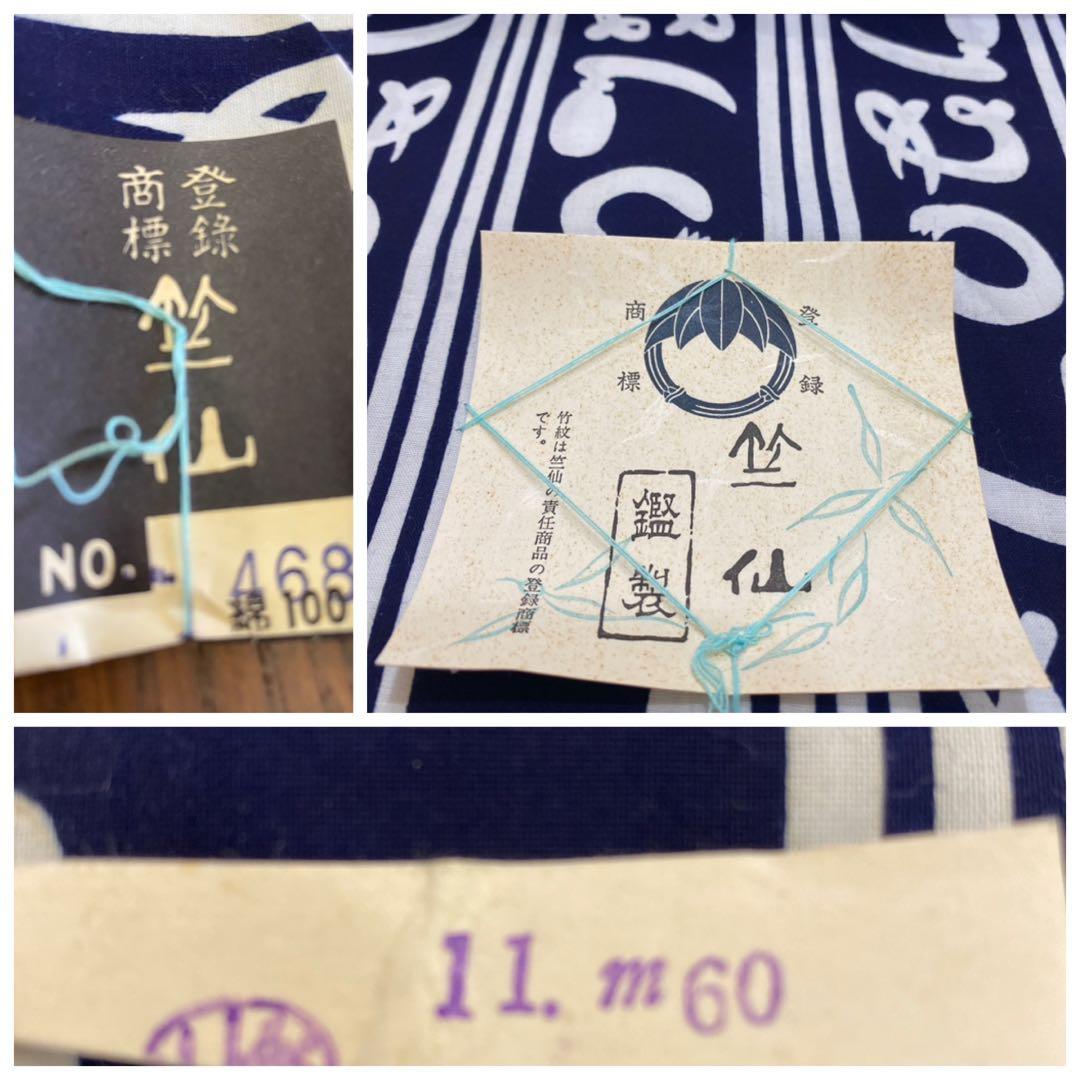 登録
商標
竺仙
NO. 468
綿100
登録
商標
竺仙
鑑製
竹紋は竺仙の責任商品の登録商標
です。
11.m60